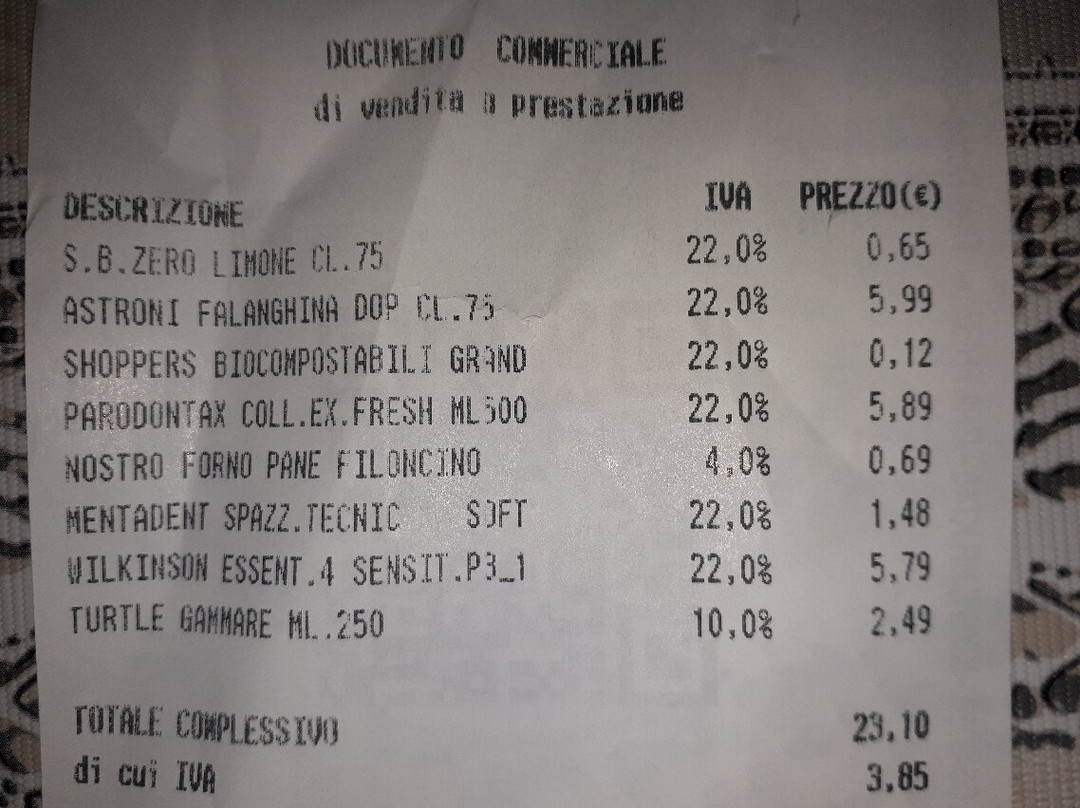 DOCUMENTO COMMERCIALE
di vendita o prestazione
DESCRIZIONE IVA PREZZO(€)
S.B.ZERO LIMONE CL.75 22,0% 0,65
ASTRONI FALANGHINA DOP CL.75 22,0% 5,99
SHOPPERS BIOCOMPOSTABILI GRAND 22,0% 0,12
PARODONTAX COLL.EX.FRESH ML500 22,0% 5,89
NOSTRO FORNO PANE FILONCINO 4,0% 0,69
MENTADENT SPAZZ.TECNIC SOFT 22,0% 1,48
WILKINSON ESSENT.4 SENSIT.P3_1 22,0% 5,79
TURTLE GAMMARE ML.250 10,0% 2,49
TOTALE COMPLESSIVO 23,10
di cui IVA 3,85